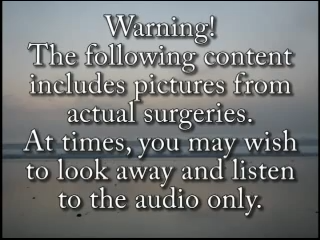 Warning!
The following content
includes pictures from
actual surgeries.
At times, you may wish
to look away and listen
to the audio only.